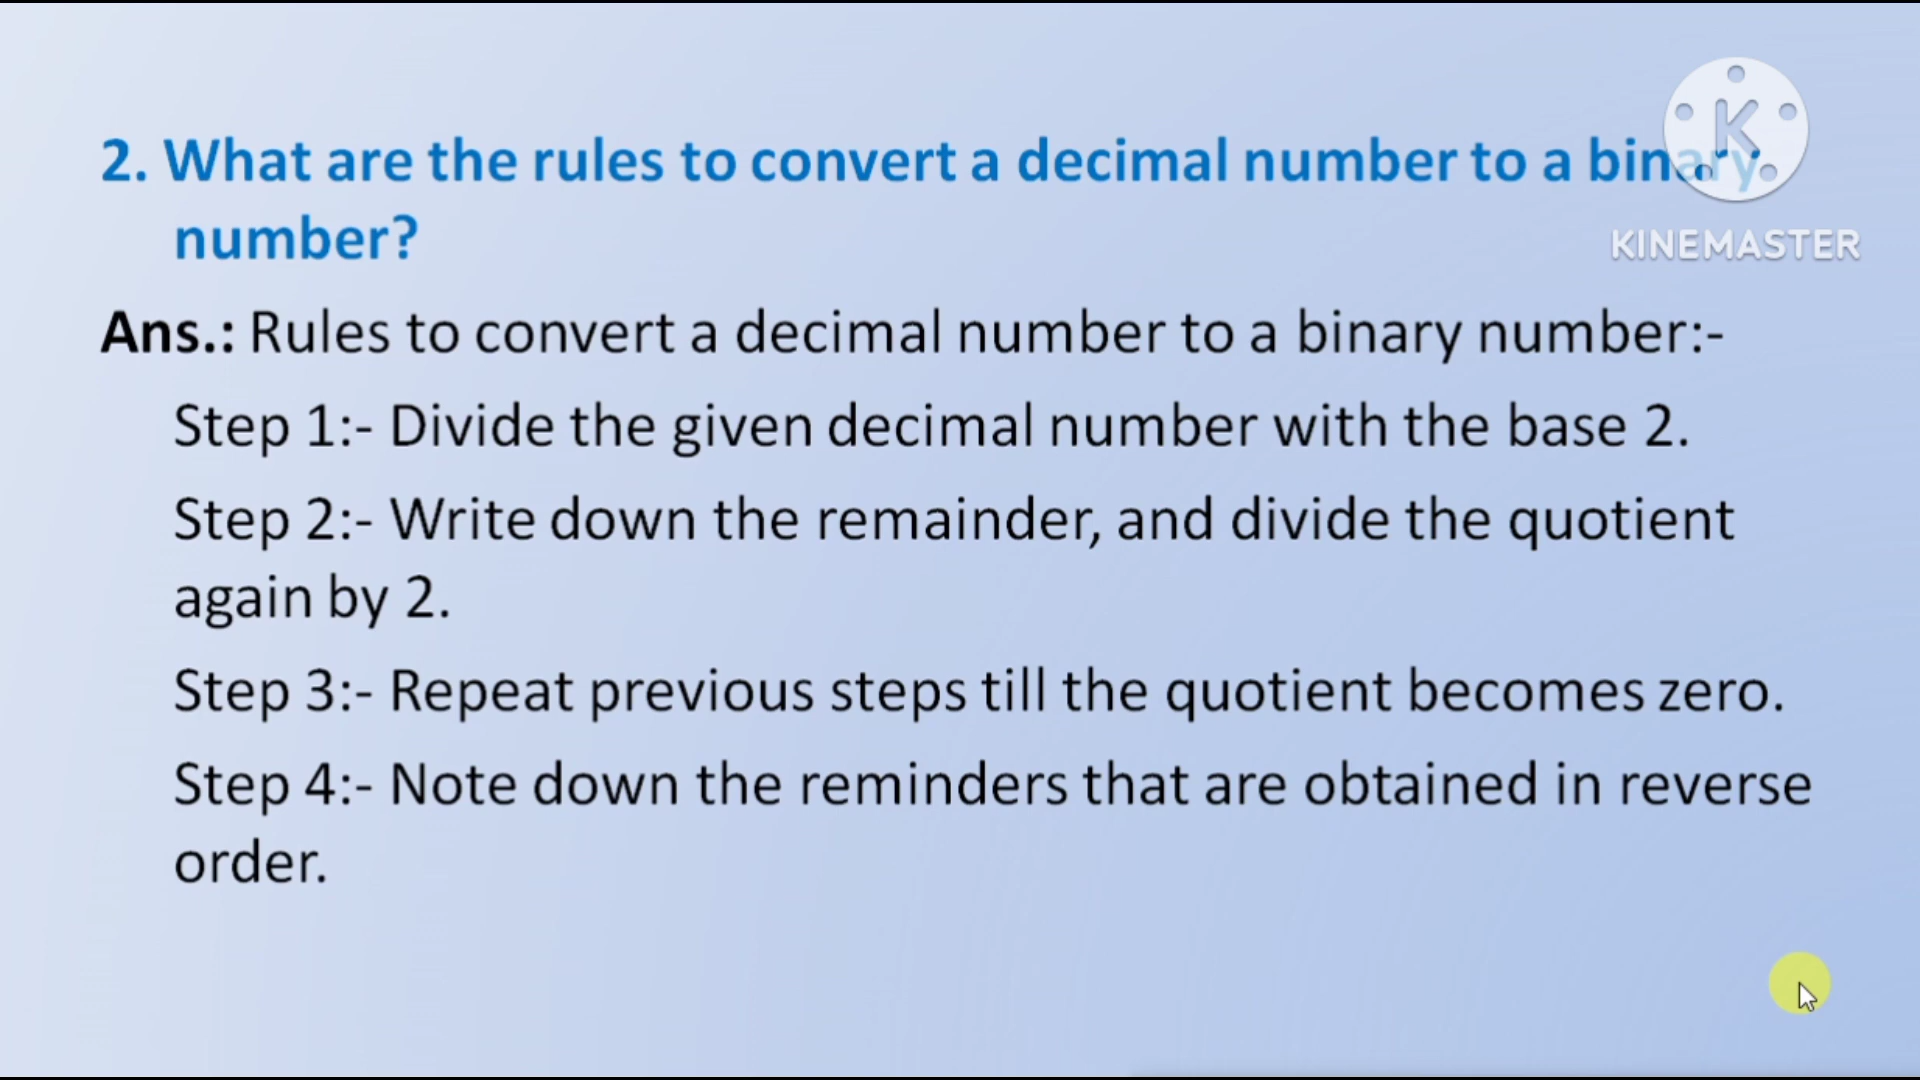 2. What are the rules to convert a decimal number to a binary
number?
KINEMASTER
Ans.: Rules to convert a decimal number to a binary number:-
Step 1:- Divide the given decimal number with the base 2.
Step 2:- Write down the remainder, and divide the quotient
again by 2.
Step 3:- Repeat previous steps till the quotient becomes zero.
Step 4:- Note down the reminders that are obtained in reverse
order.